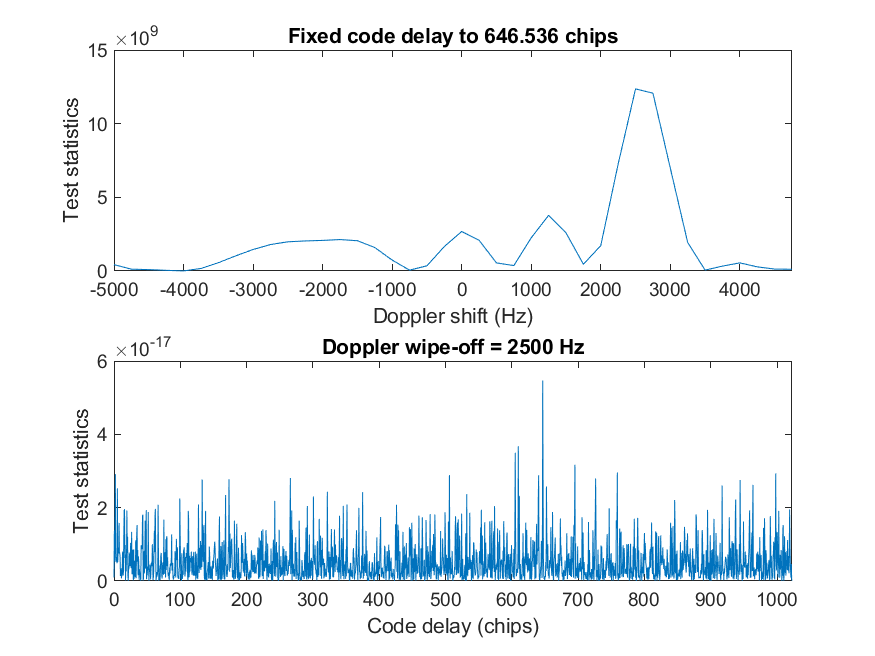 ×10^9
Fixed code delay to 646.536 chips
15
10
5
0
Test statistics
-5000 -4000 -3000 -2000 -1000 0 1000 2000 3000 4000
Doppler shift (Hz)
×10^-17
Doppler wipe-off = 2500 Hz
6
4
2
0
Test statistics
0 100 200 300 400 500 600 700 800 900 1000
Code delay (chips)